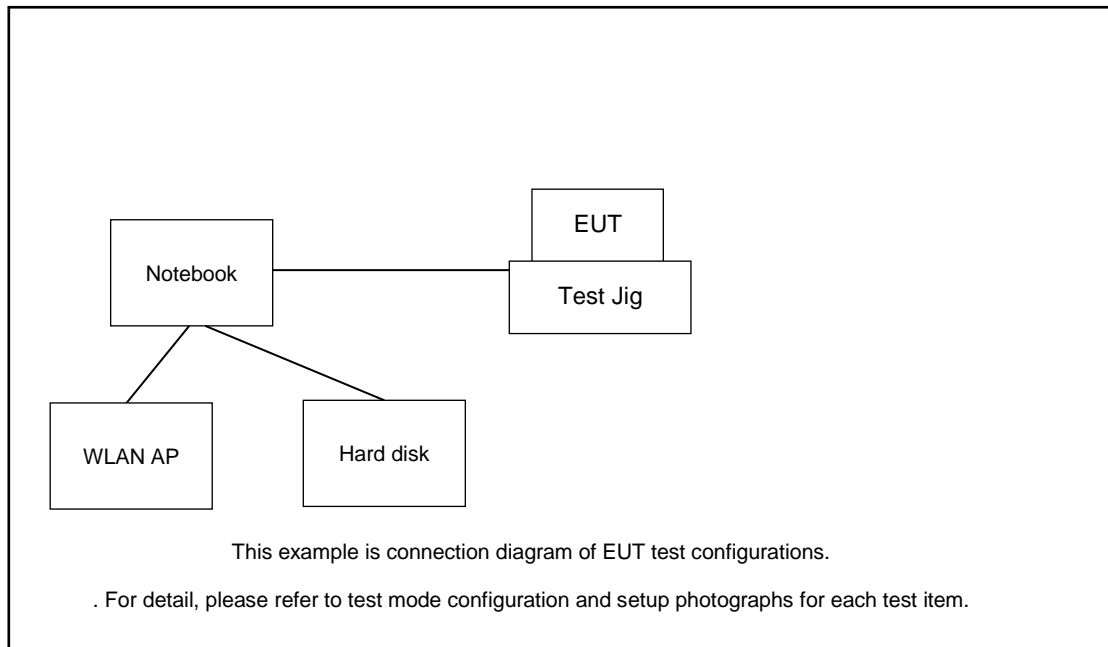 EUT
Notebook
Test Jig
WLAN AP
Hard disk
This example is connection diagram of EUT test configurations.
. For detail, please refer to test mode configuration and setup photographs for each test item.